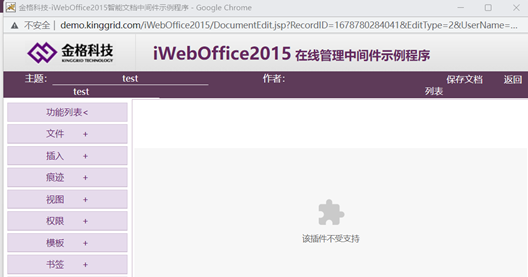 金格科技-iWebOffice2015智能文档中间件示例程序 - Google Chrome
不安全 | demo.kinggrid.com/iWebOffice2015/DocumentEdit.jsp?RecordID=1678780284041&EditType=2&UserName=...
金格科技 iWebOffice2015 在线管理中间件示例程序
KINGGRID TECHNOLOGY
主题: test 作者: 保存文档 返回
test 列表
功能列表<
文件 +
插入 +
痕迹 +
视图 +
权限 +
模板 +
书签 +
该插件不受支持